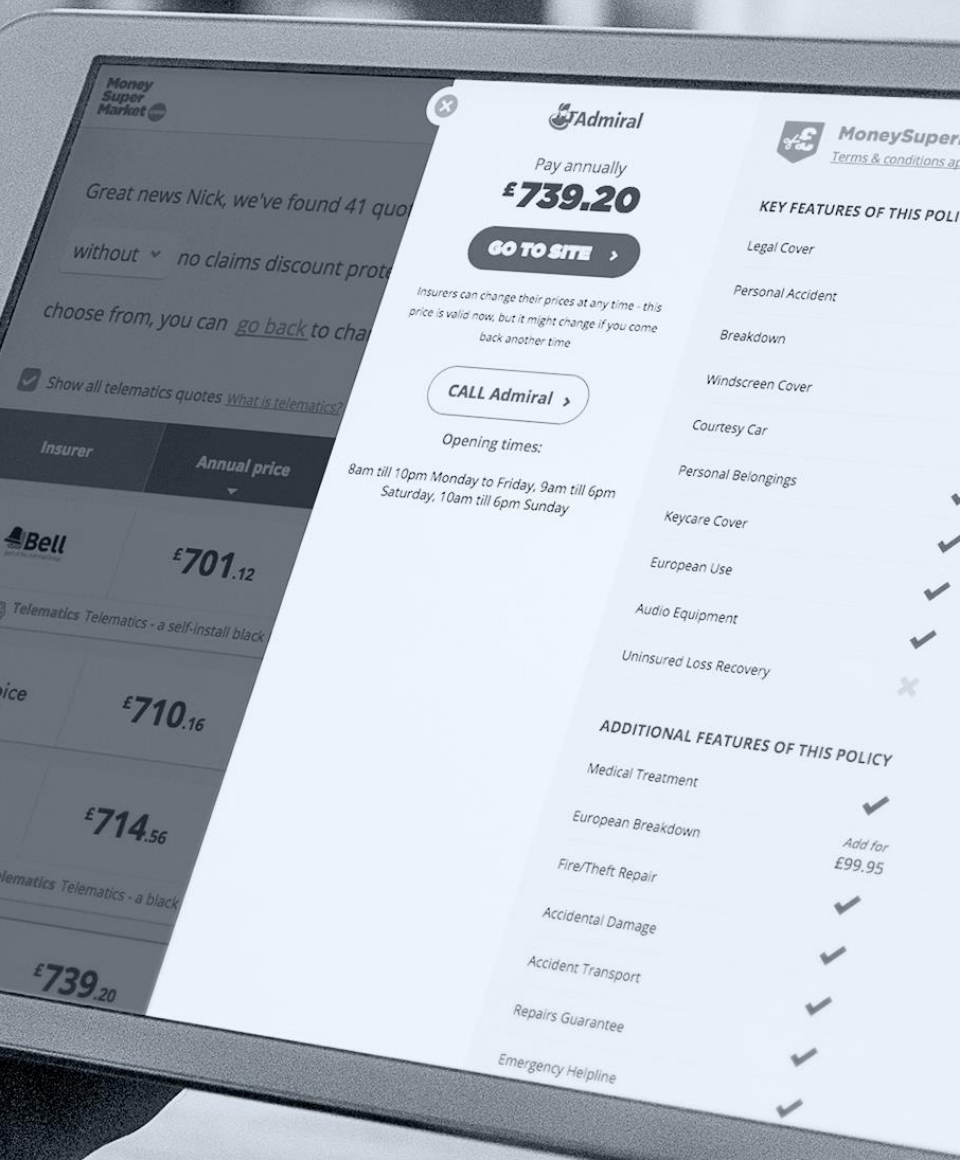 Money
Super
Market
Great news Nick, we've found 41
without no claims discount
choose from, you can go back to
Show all telematics quotes What is telematics?
Insurer Annual price
Bell
£701.12
Telematics Telematics - a self-install black
£710.16
£714.56
Telematics - a black
£739.20
Admiral
Pay annually
£739.20
GO TO SITE
Insurers can change their prices at any time - this
price is valid now, but it might change if you come
back another time
CALL Admiral
Opening times:
8am till 10pm Monday to Friday, 9am till 6pm
Saturday, 10am till 6pm Sunday
Terms & conditions
KEY FEATURES OF THIS
Legal Cover
Personal Accident
Breakdown
Windscreen Cover
Courtesy Car
Personal Belongings
Keycare Cover
European Use
Audio Equipment
Uninsured Loss Recovery
ADDITIONAL FEATURES OF THIS POLICY
Medical Treatment
European Breakdown Add for
£99.95
Fire/Theft Repair
Accidental Damage
Accident Transport
Repairs Guarantee
Emergency Helpline